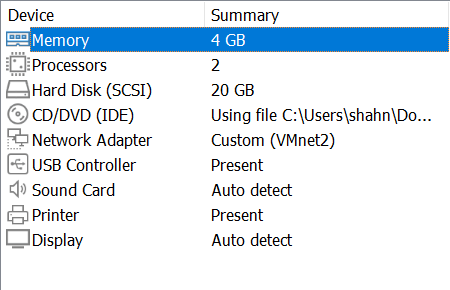 Device Summary
Memory 4 GB
Processors 2
Hard Disk (SCSI) 20 GB
CD/DVD (IDE) Using file C:\Users\shahn\Do...
Network Adapter Custom (VMnet2)
USB Controller Present
Sound Card Auto detect
Printer Present
Display Auto detect